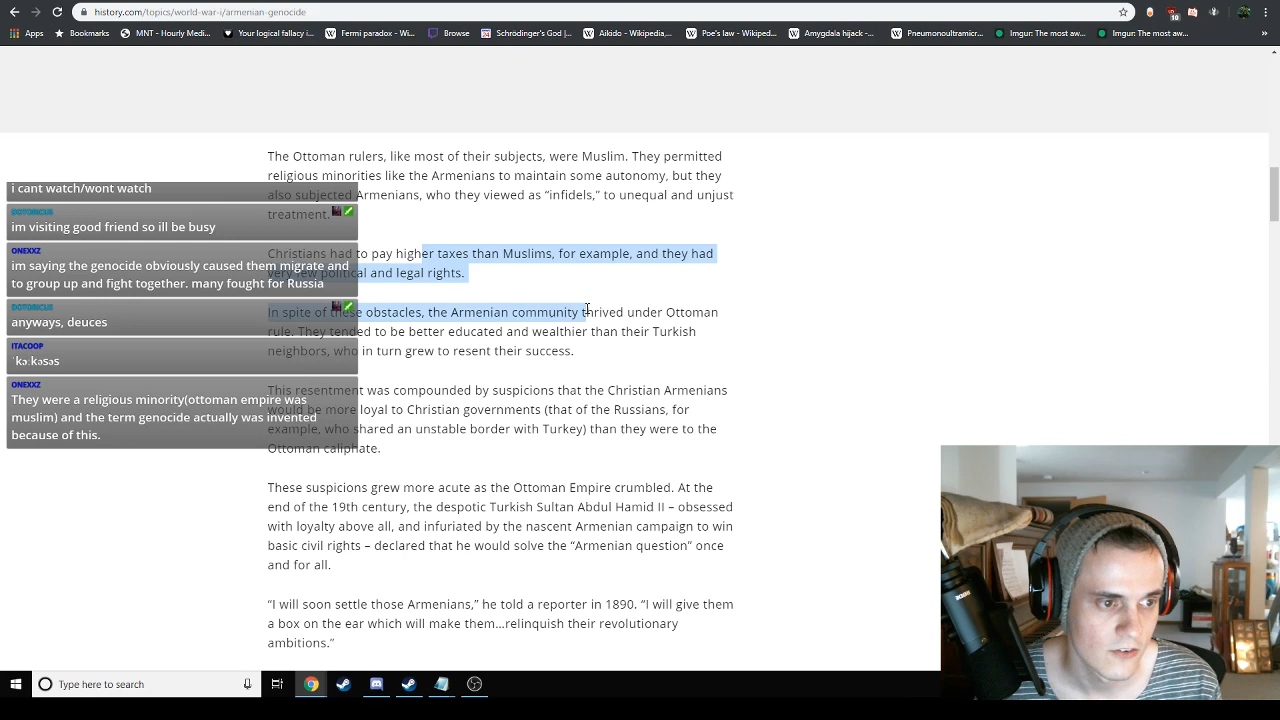 history.com/topics/world-war-i/armenian-genocide
10
Apps
Bookmarks
MNT - Hourly Medi...
Your logical fallacy i...
Fermi paradox - Wi...
Browse
Schrödinger's God |...
Aikido - Wikipedia,...
Poe's law - Wikiped...
Amygdala hijack -...
Pneumonoultramicr...
Imgur: The most aw...
Imgur: The most aw...
»
The Ottoman rulers, like most of their subjects, were Muslim. They permitted
religious minorities like the Armenians to maintain some autonomy, but they
also subjected Armenians, who they viewed as “infidels,” to unequal and unjust
treatment.
Christians had to pay higher taxes than Muslims, for example, and they had
very few political and legal rights.
In spite of these obstacles, the Armenian community thrived under Ottoman
rule. They tended to be better educated and wealthier than their Turkish
neighbors, who in turn grew to resent their success.
This resentment was compounded by suspicions that the Christian Armenians
would be more loyal to Christian governments (that of the Russians, for
example, who shared an unstable border with Turkey) than they were to the
Ottoman caliphate.
These suspicions grew more acute as the Ottoman Empire crumbled. At the
end of the 19th century, the despotic Turkish Sultan Abdul Hamid II – obsessed
with loyalty above all, and infuriated by the nascent Armenian campaign to win
basic civil rights – declared that he would solve the “Armenian question” once
and for all.
“I will soon settle those Armenians,” he told a reporter in 1890. “I will give them
a box on the ear which will make them…relinquish their revolutionary
ambitions.”
i cant watch/wont watch
DOTORICUS
im visiting good friend so ill be busy
ONEXXZ
im saying the genocide obviously caused them migrate and
to group up and fight together. many fought for Russia
DOTORICUS
anyways, deuces
ITACOOP
ˈkɔːkəsəs
ONEXXZ
They were a religious minority(ottoman empire was
muslim) and the term genocide actually was invented
because of this.
Type here to search